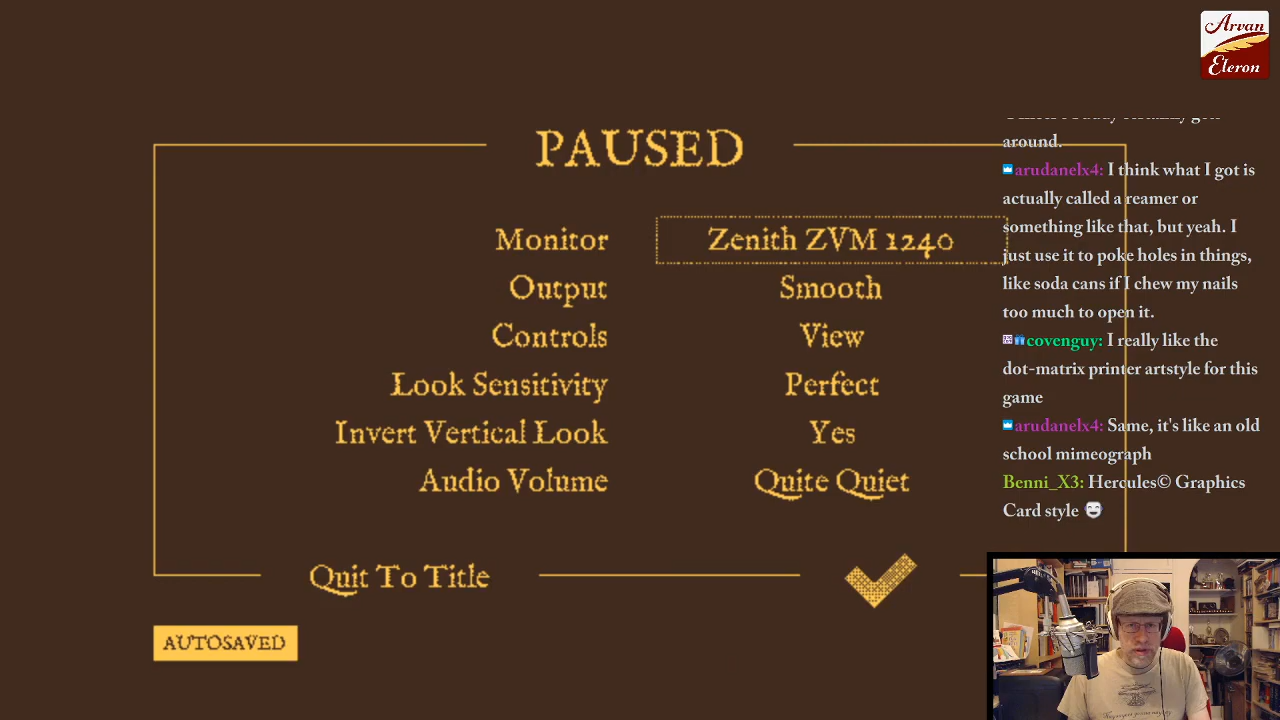 Arvan
Eleron
PAUSED
Monitor Zenith ZVM 1240
Output Smooth
Controls View
Look Sensitivity Perfect
Invert Vertical Look Yes
Audio Volume Quite Quiet
Quit To Title
AUTOSAVED
around.
arudanelx4: I think what I got is
actually called a reamer or
something like that, but yeah. I
just use it to poke holes in things,
like soda cans if I chew my nails
too much to open it.
covenguy: I really like the
dot-matrix printer artstyle for this
game
arudanelx4: Same, it's like an old
school mimeograph
Benni_X3: Hercules© Graphics
Card style